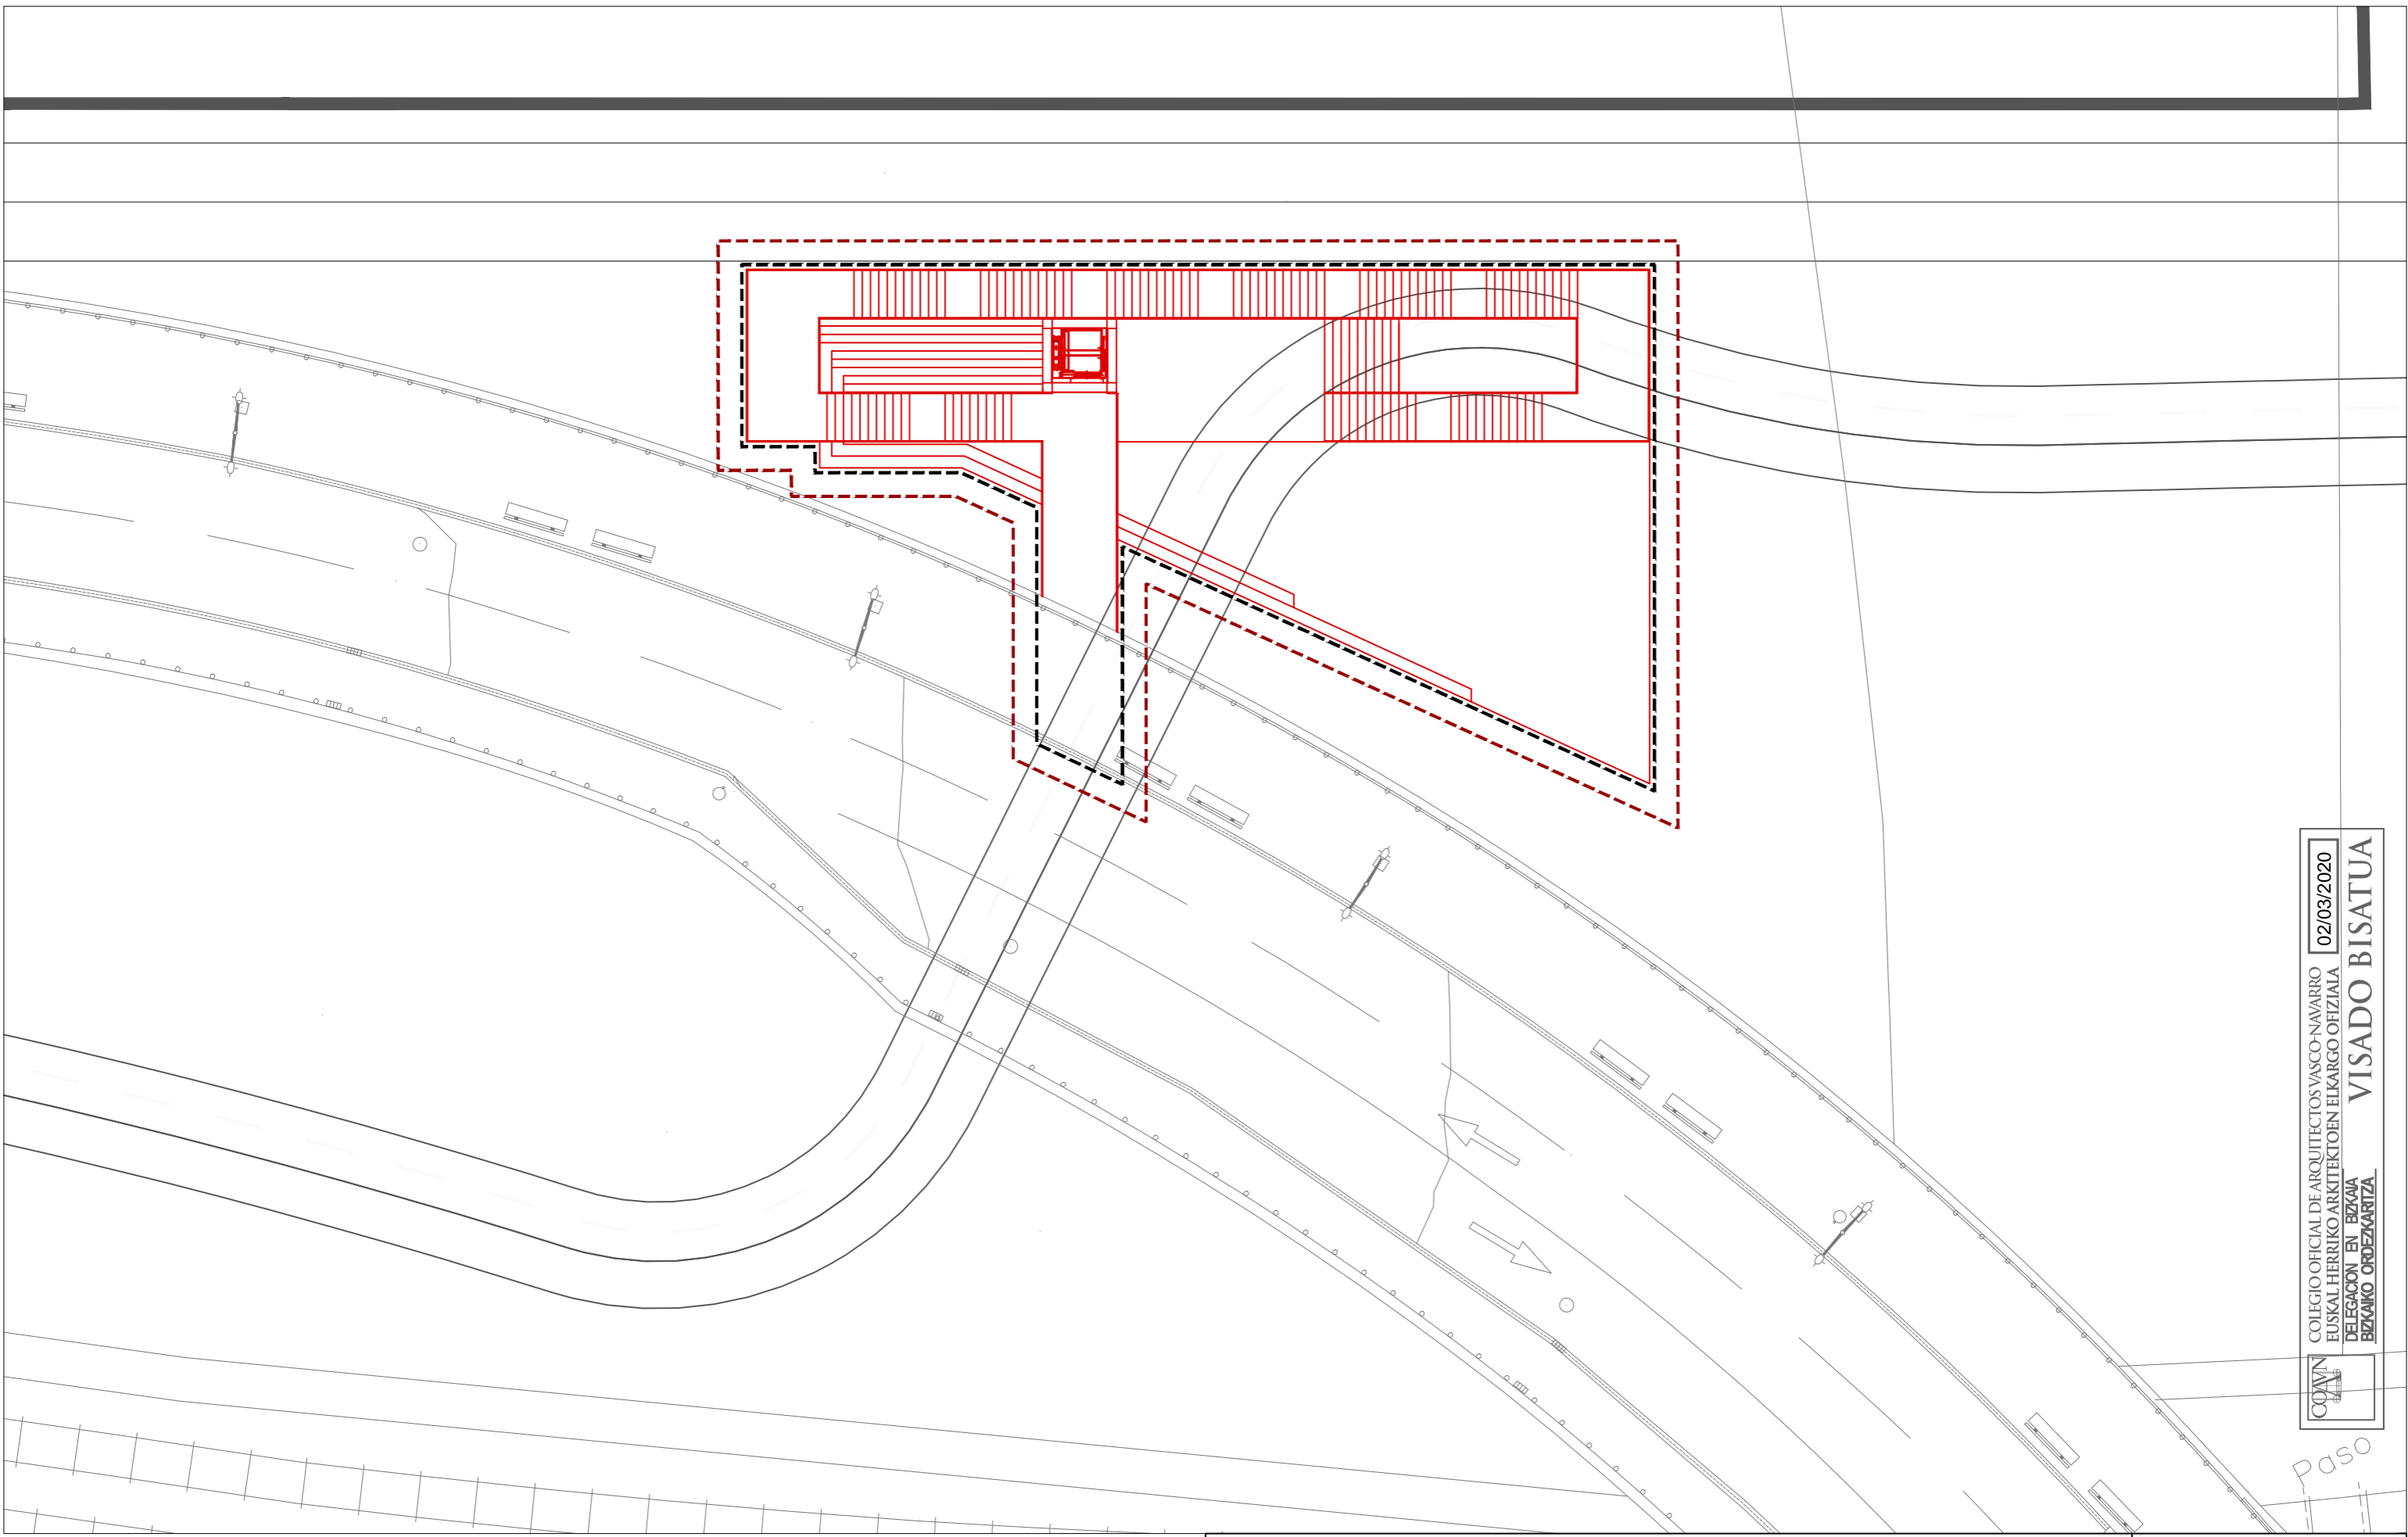 02/03/2020
COLEGIO OFICIAL DE ARQUITECTOS VASCO-NAVARRO
EUSKAL HERRIKO ARKITEKTOEN ELKARGO OFIZIALA
DELEGACION EN BIZKAIA
BIZKAIKO ORDEZKARITZA
VISADO BISATUA
COAVN
Paso